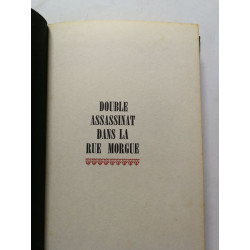 DOUBLE
ASSASSINAT
DANS LA
RUE MORGUE